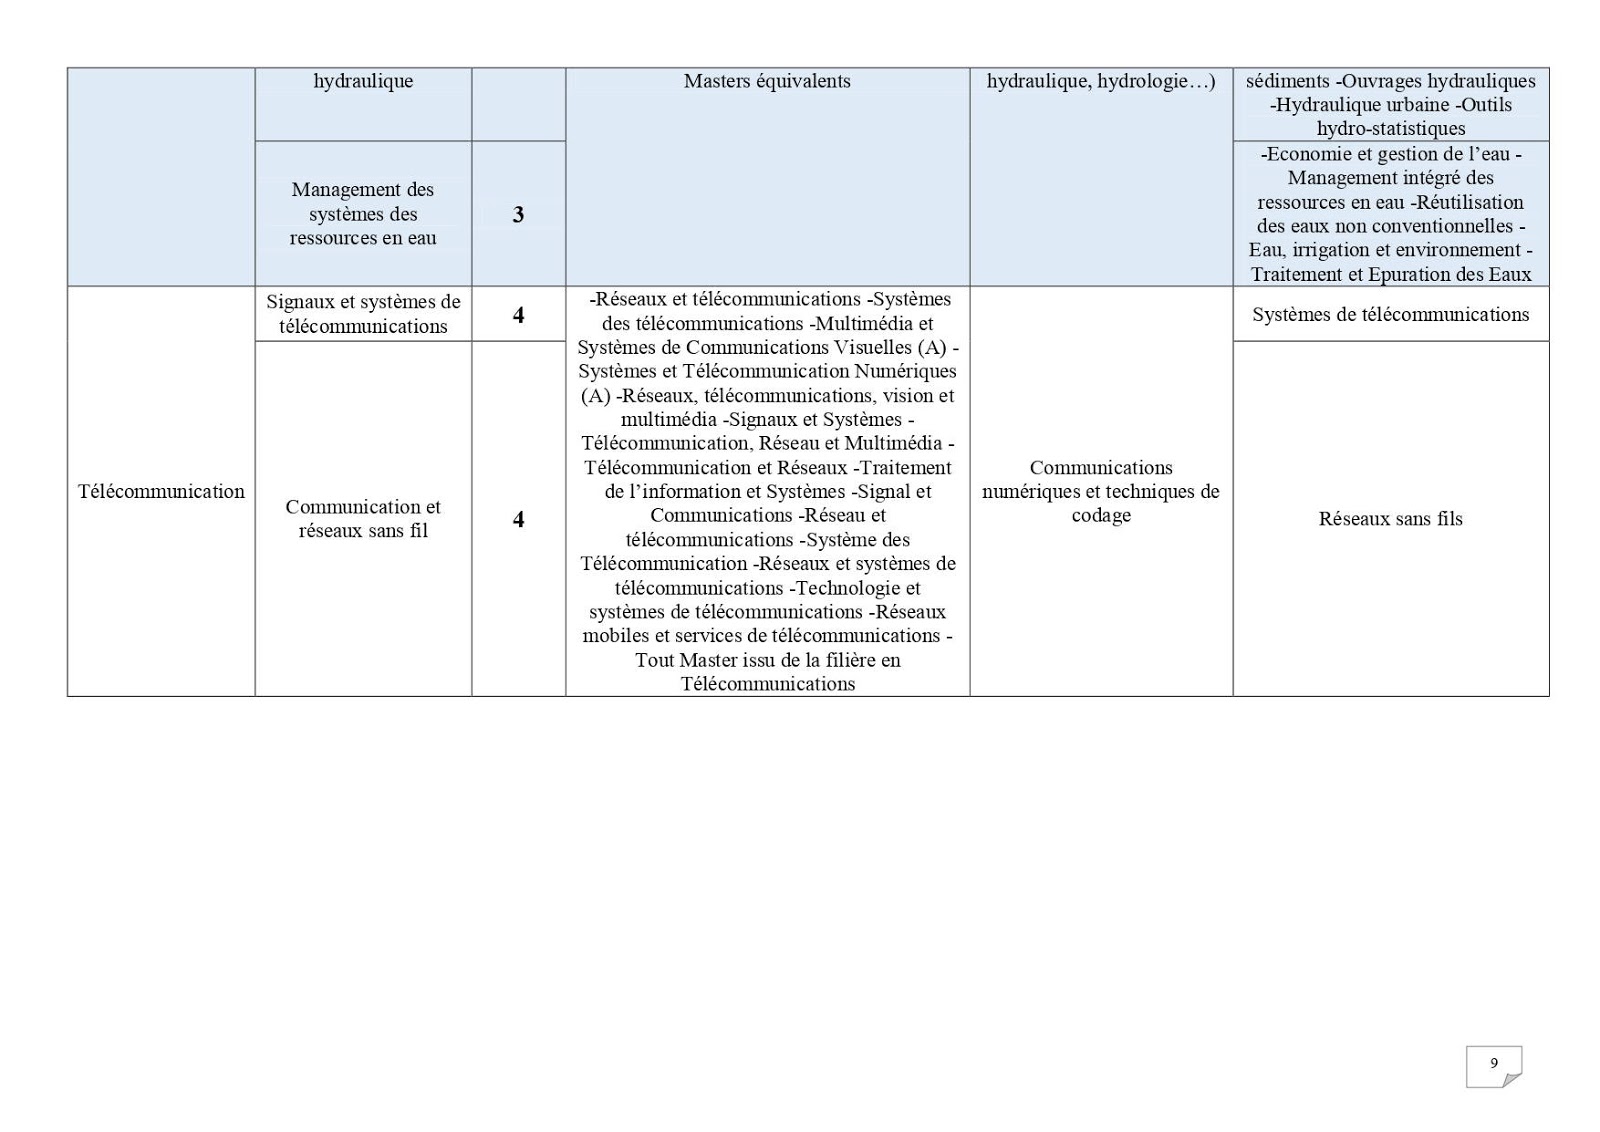 hydraulique
Masters équivalents
hydraulique, hydrologie…)
sédiments -Ouvrages hydrauliques
-Hydraulique urbaine -Outils
hydro-statistiques
Management des
systèmes des
ressources en eau
3
-Economie et gestion de l’eau -
Management intégré des
ressources en eau -Réutilisation
des eaux non conventionnelles -
Eau, irrigation et environnement -
Traitement et Epuration des Eaux
Télécommunication
Signaux et systèmes de
télécommunications
4
-Réseaux et télécommunications -Systèmes
des télécommunications -Multimédia et
Systèmes de Communications Visuelles (A) -
Systèmes et Télécommunication Numériques
(A) -Réseaux, télécommunications, vision et
multimédia -Signaux et Systèmes -
Télécommunication, Réseau et Multimédia -
Télécommunication et Réseaux -Traitement
de l’information et Systèmes -Signal et
Communications -Réseau et
télécommunications -Système des
Télécommunication -Réseaux et systèmes de
télécommunications -Technologie et
systèmes de télécommunications -Réseaux
mobiles et services de télécommunications -
Tout Master issu de la filière en
Télécommunications
Communications
numériques et techniques de
codage
Systèmes de télécommunications
Communication et
réseaux sans fil
4
Réseaux sans fils
9